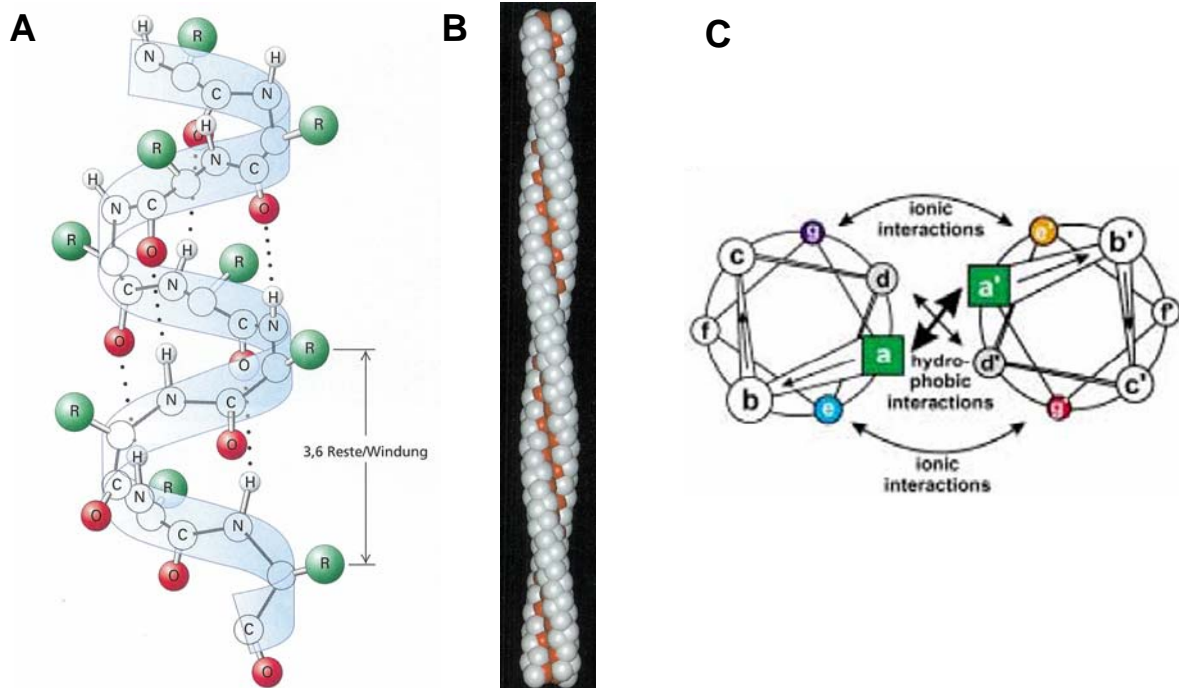 A
B
C
H
N
R
H
C
N
R
O
H
R
N
C
H
N
C
O
O
R
H
R
C
N
H
N
O
C
O
R
H
N
C
R
O
H
3,6 Reste/Windung
H
N
R
C
N
C
O
O
R
C
O
ionic
interactions
g
e'
b'
c
d
a'
f
f'
a
hydro-
phobic
interactions
d'
c'
b
e
g
ionic
interactions